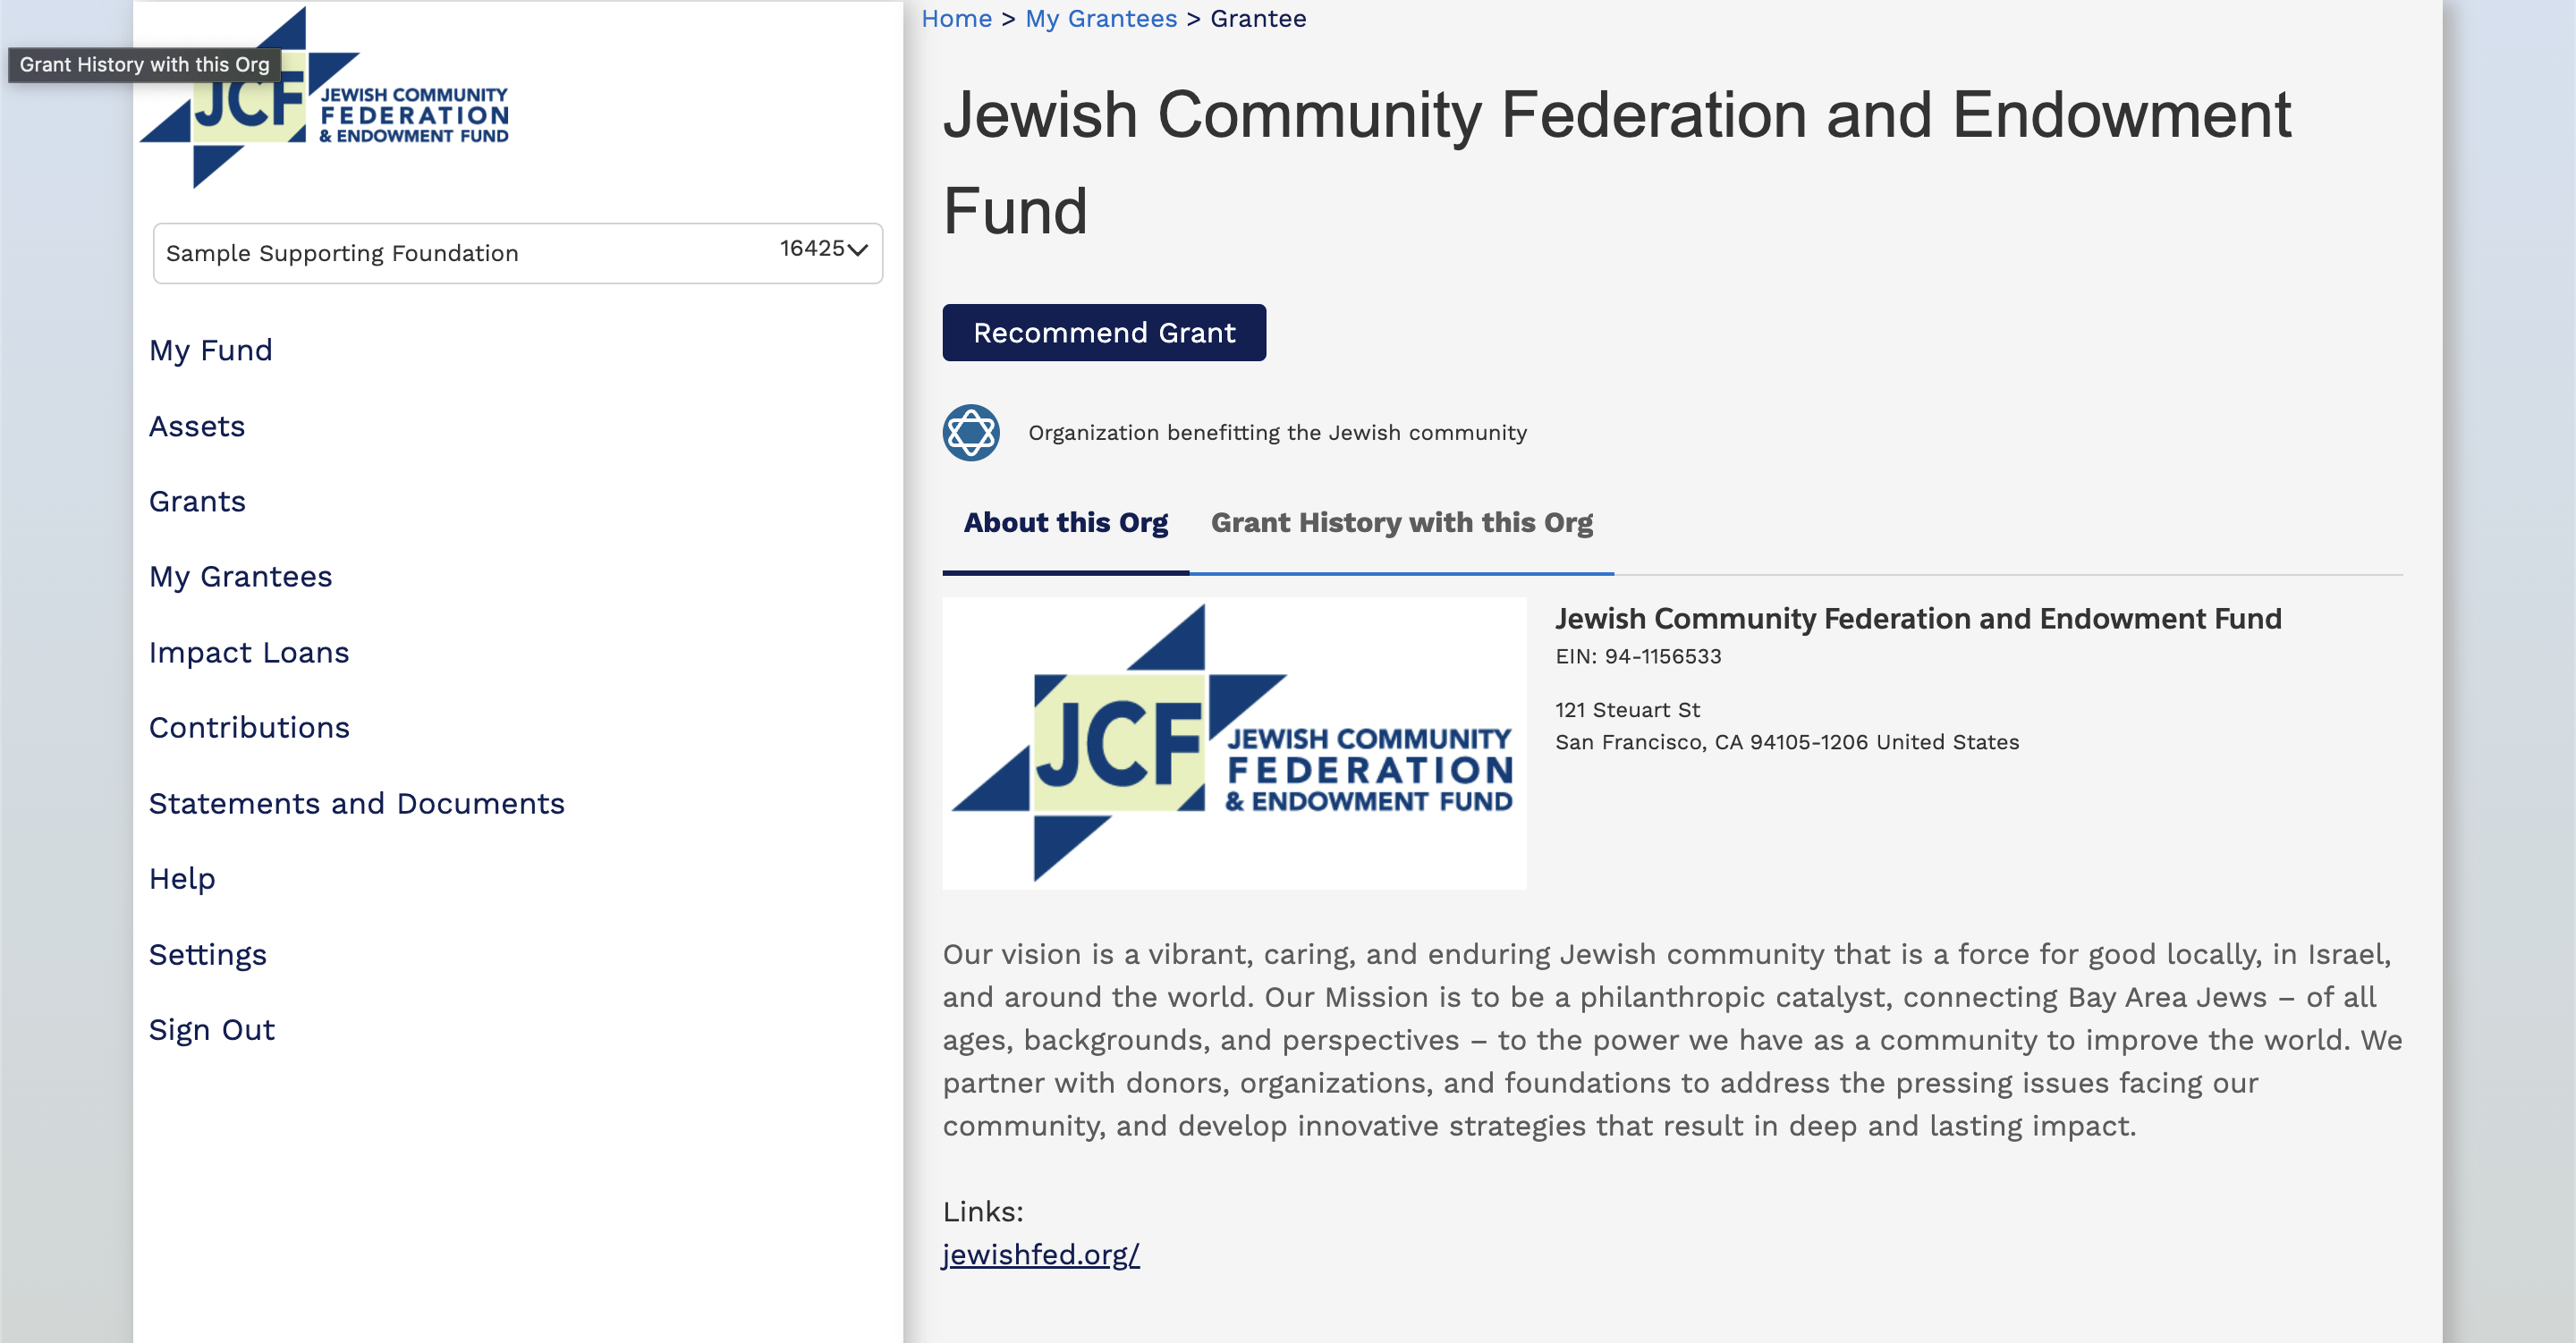 Home > My Grantees > Grantee
Grant History with this Org
JCF
JEWISH COMMUNITY
FEDERATION
& ENDOWMENT FUND
Sample Supporting Foundation 16425
My Fund
Assets
Grants
My Grantees
Impact Loans
Contributions
Statements and Documents
Help
Settings
Sign Out
Jewish Community Federation and Endowment
Fund
Recommend Grant
Organization benefitting the Jewish community
About this Org Grant History with this Org
JCF
JEWISH COMMUNITY
FEDERATION
& ENDOWMENT FUND
Jewish Community Federation and Endowment Fund
EIN: 94-1156533
121 Steuart St
San Francisco, CA 94105-1206 United States
Our vision is a vibrant, caring, and enduring Jewish community that is a force for good locally, in Israel,
and around the world. Our Mission is to be a philanthropic catalyst, connecting Bay Area Jews – of all
ages, backgrounds, and perspectives – to the power we have as a community to improve the world. We
partner with donors, organizations, and foundations to address the pressing issues facing our
community, and develop innovative strategies that result in deep and lasting impact.
Links:
jewishfed.org/